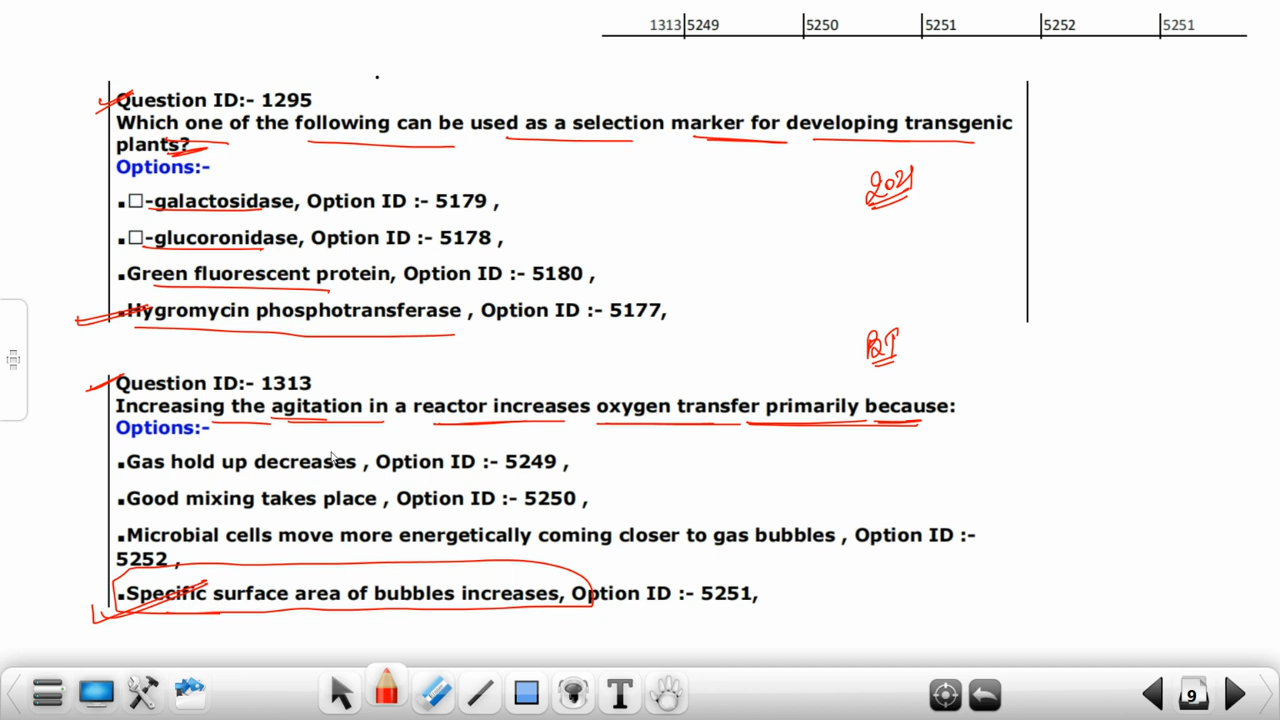 1313 5249 5250 5251 5252 5251
Question ID:- 1295
Which one of the following can be used as a selection marker for developing transgenic
plants?
Options:-
2021
▪□-galactosidase, Option ID :- 5179 ,
▪□-glucoronidase, Option ID :- 5178 ,
▪Green fluorescent protein, Option ID :- 5180 ,
▪Hygromycin phosphotransferase , Option ID :- 5177,
BT
Question ID:- 1313
Increasing the agitation in a reactor increases oxygen transfer primarily because:
Options:-
▪Gas hold up decreases , Option ID :- 5249 ,
▪Good mixing takes place , Option ID :- 5250 ,
▪Microbial cells move more energetically coming closer to gas bubbles , Option ID :-
5252 ,
▪Specific surface area of bubbles increases, Option ID :- 5251,
T 9